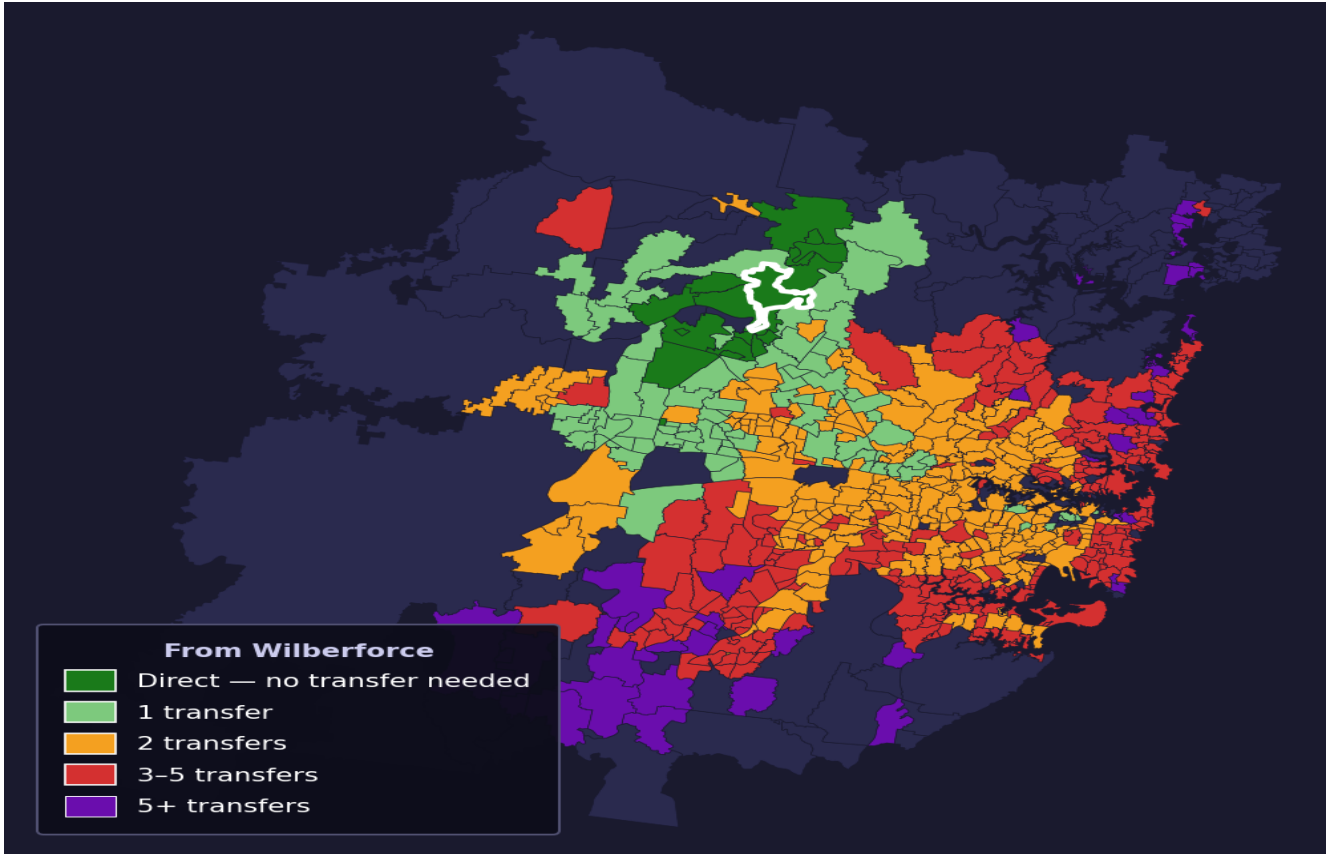 From Wilberforce
Direct — no transfer needed
1 transfer
2 transfers
3–5 transfers
5+ transfers